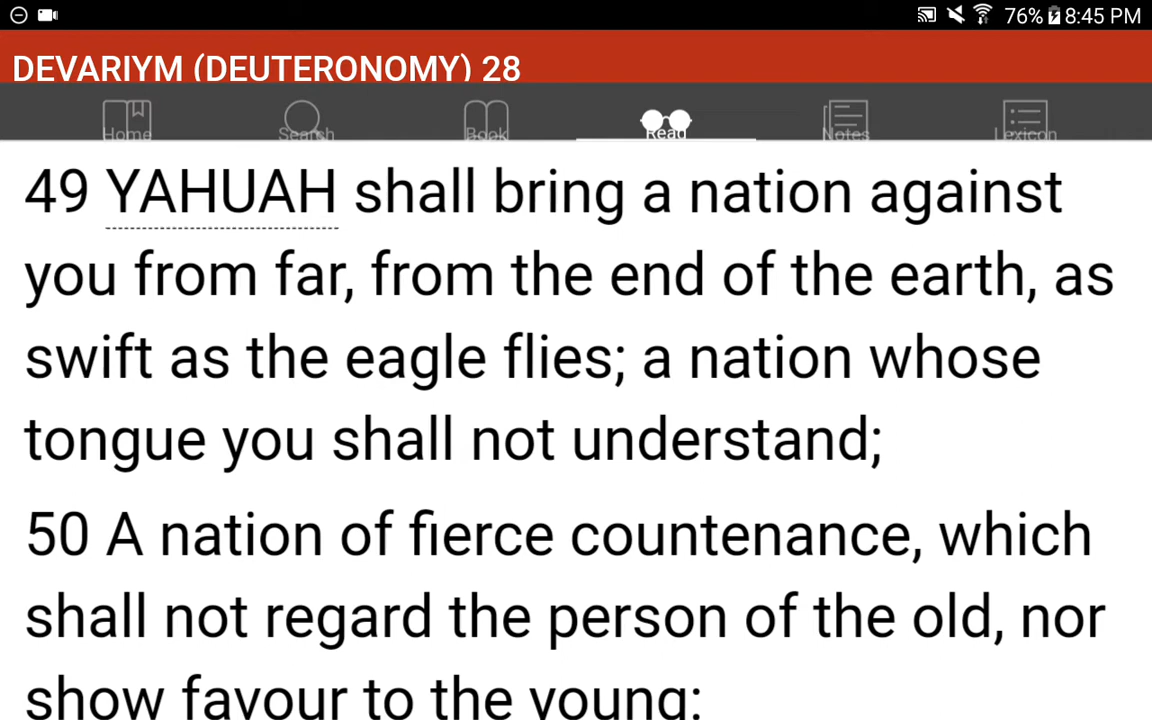 76% 8:45 PM
DEVARIYM (DEUTERONOMY) 28
Home Search Book Read Notes Lexicon
49 YAHUAH shall bring a nation against
you from far, from the end of the earth, as
swift as the eagle flies; a nation whose
tongue you shall not understand;
50 A nation of fierce countenance, which
shall not regard the person of the old, nor
show favour to the young: